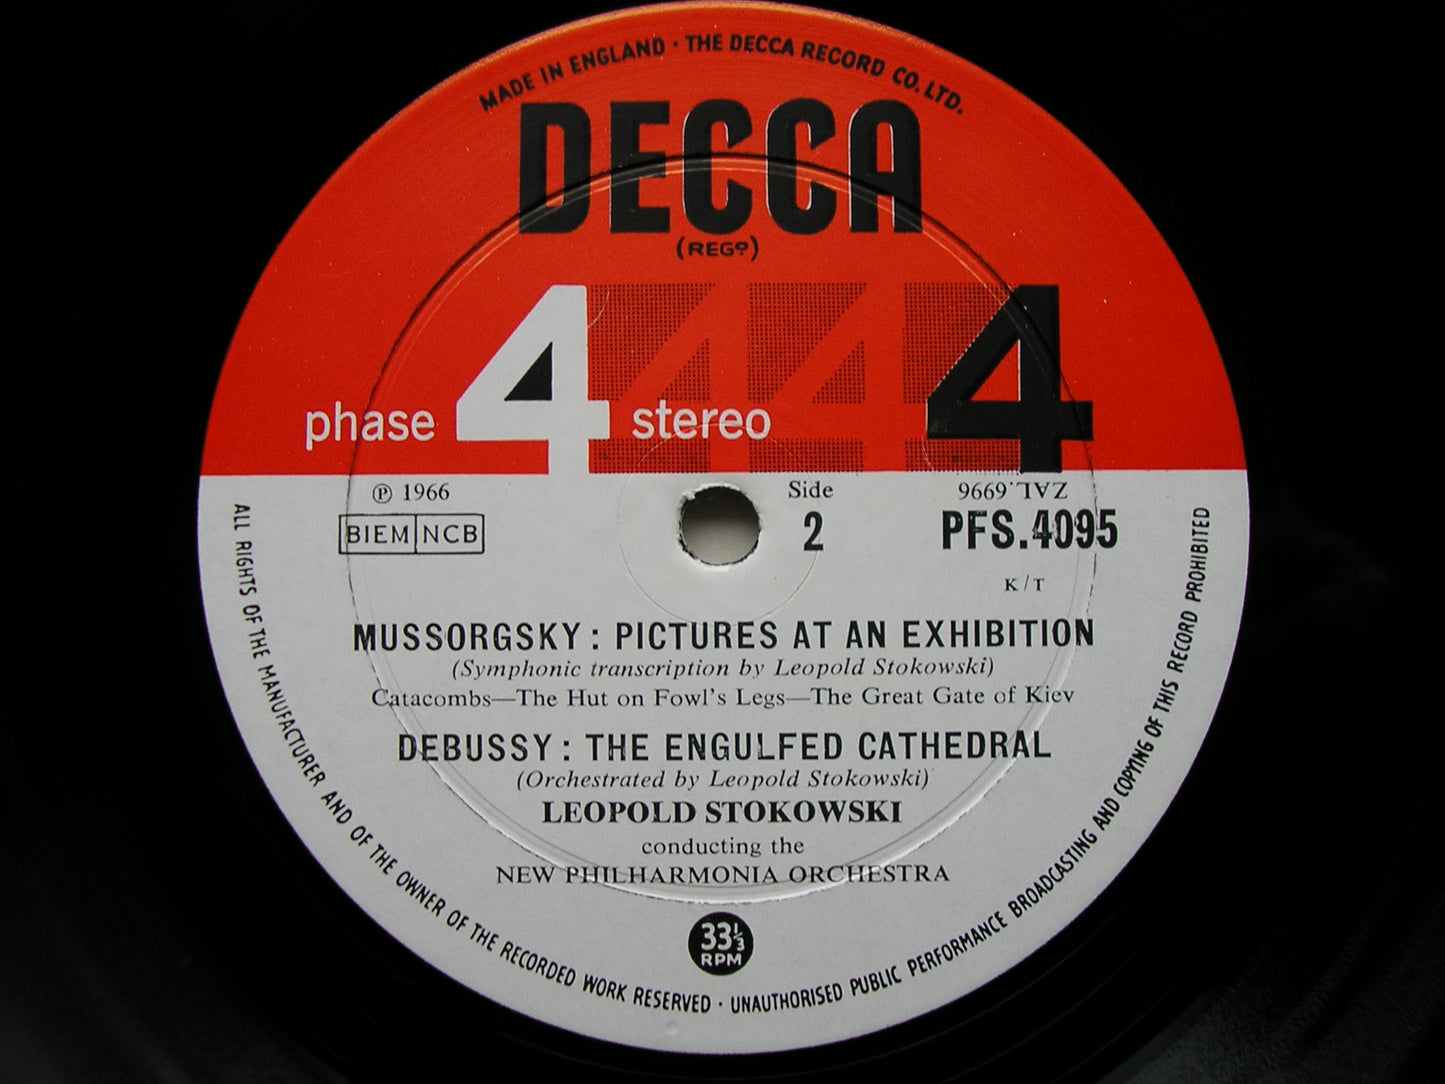 MADE IN ENGLAND · THE DECCA RECORD CO. LTD.
DECCA
(REGD)
phase 4 stereo 4
℗ 1966
BIEM NCB
Side
2
ZAL.6996
PFS.4095
K/T
MUSSORGSKY : PICTURES AT AN EXHIBITION
(Symphonic transcription by Leopold Stokowski)
Catacombs—The Hut on Fowl's Legs—The Great Gate of Kiev
DEBUSSY : THE ENGULFED CATHEDRAL
(Orchestrated by Leopold Stokowski)
LEOPOLD STOKOWSKI
conducting the
NEW PHILHARMONIA ORCHESTRA
33⅓
RPM
ALL RIGHTS OF THE MANUFACTURER AND OF THE OWNER OF THE RECORDED WORK RESERVED · UNAUTHORISED PUBLIC PERFORMANCE BROADCASTING AND COPYING OF THIS RECORD PROHIBITED